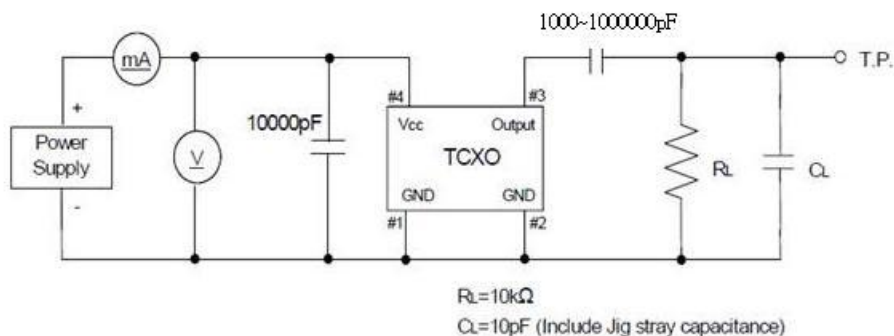 1000~1000000pF
mA
T.P.
#4
#3
+
10000pF
Vcc
Output
Power
Supply
V
TCXO
RL
CL
-
GND
GND
#1
#2
RL=10kΩ
CL=10pF (Include Jig stray capacitance)